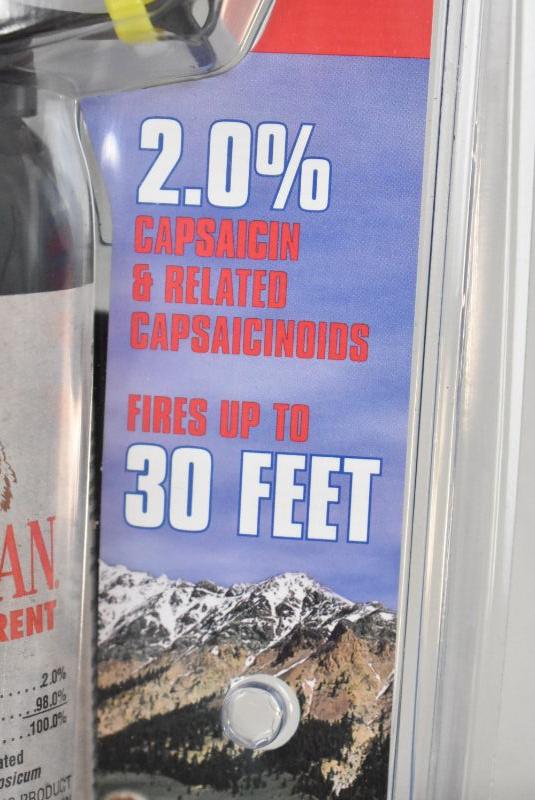 2.0%
CAPSAICIN
& RELATED
CAPSAICINOIDS
FIRES UP TO
30 FEET
AN
RENT
2.0%
98.0%
100.0%
ated
psicum
PRODUCT